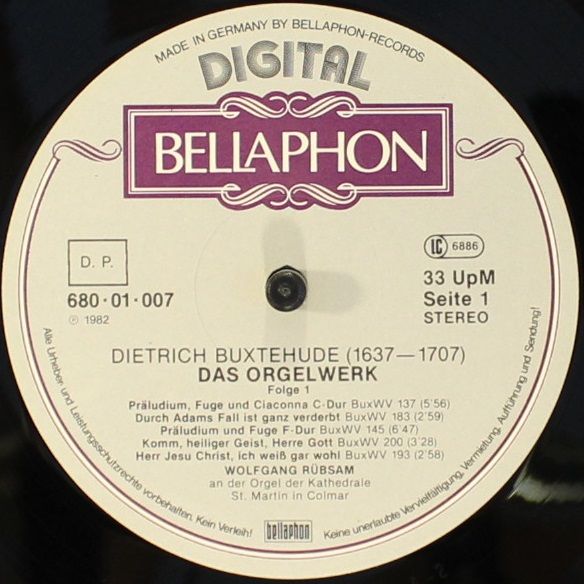 MADE IN GERMANY BY BELLAPHON-RECORDS
DIGITAL
BELLAPHON
D. P.
680·01·007
℗ 1982
LC 6886
33 UpM
Seite 1
STEREO
DIETRICH BUXTEHUDE (1637—1707)
DAS ORGELWERK
Folge 1
Präludium, Fuge und Ciaconna C-Dur BuxWV 137 (5'56)
Durch Adams Fall ist ganz verderbt BuxWV 183 (2'59)
Präludium und Fuge F-Dur BuxWV 145 (6'47)
Komm, heiliger Geist, Herre Gott BuxWV 200 (3'28)
Herr Jesu Christ, ich weiß gar wohl BuxWV 193 (2'58)
WOLFGANG RÜBSAM
an der Orgel der Kathedrale
St. Martin in Colmar
bellaphon
Alle Urheber- und Leistungsschutzrechte vorbehalten. Kein Verleih! Keine unerlaubte Vervielfältigung, Vermietung, Aufführung und Sendung!